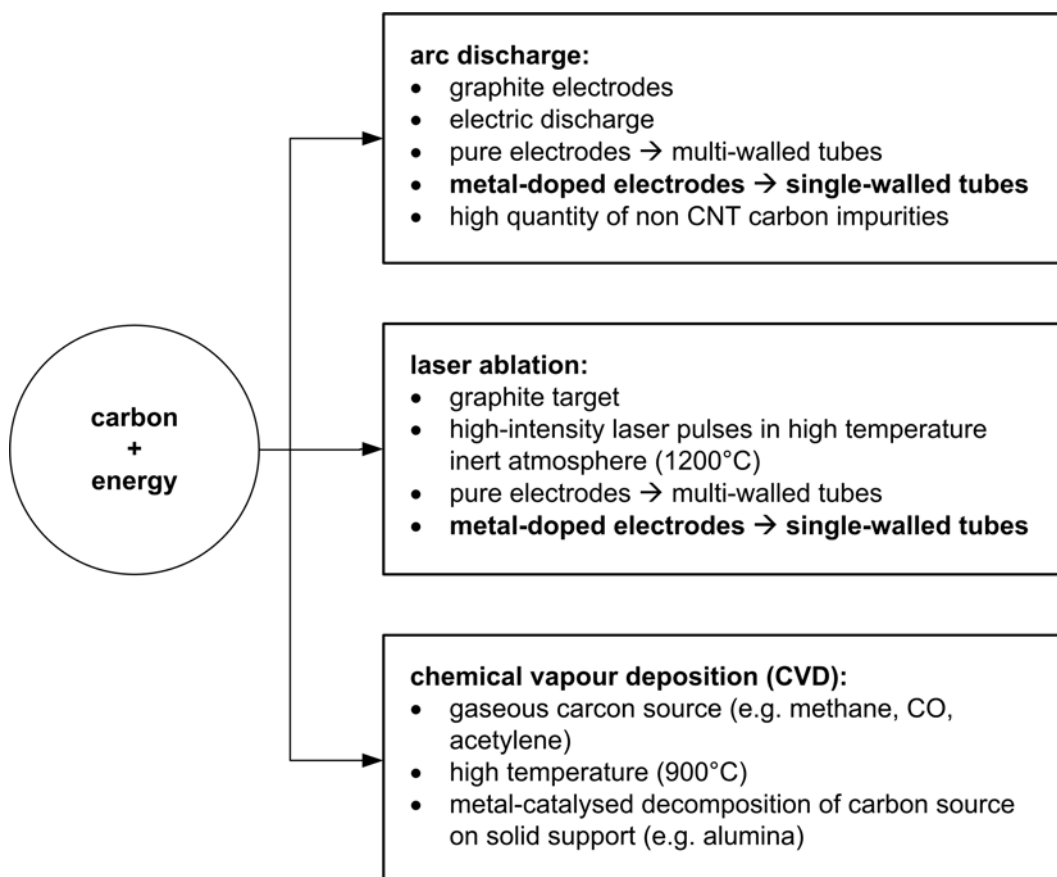 arc discharge:
• graphite electrodes
• electric discharge
• pure electrodes → multi-walled tubes
• metal-doped electrodes → single-walled tubes
• high quantity of non CNT carbon impurities
carbon
+
energy
laser ablation:
• graphite target
• high-intensity laser pulses in high temperature
inert atmosphere (1200°C)
• pure electrodes → multi-walled tubes
• metal-doped electrodes → single-walled tubes
chemical vapour deposition (CVD):
• gaseous carcon source (e.g. methane, CO,
acetylene)
• high temperature (900°C)
• metal-catalysed decomposition of carbon source
on solid support (e.g. alumina)